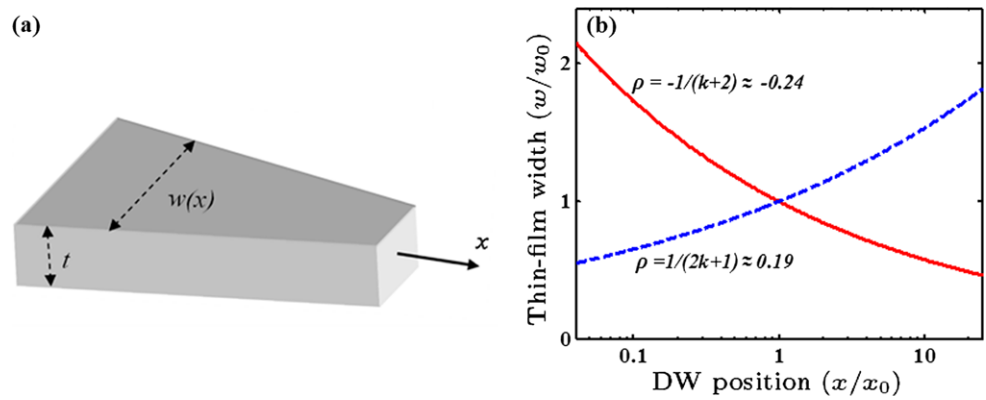 (a)
w(x)
t
x
(b)
Thin-film width (w/w₀)
2
1
0
ρ = -1/(k+2) ≈ -0.24
ρ =1/(2k+1) ≈ 0.19
0.1 1 10
DW position (x/x₀)